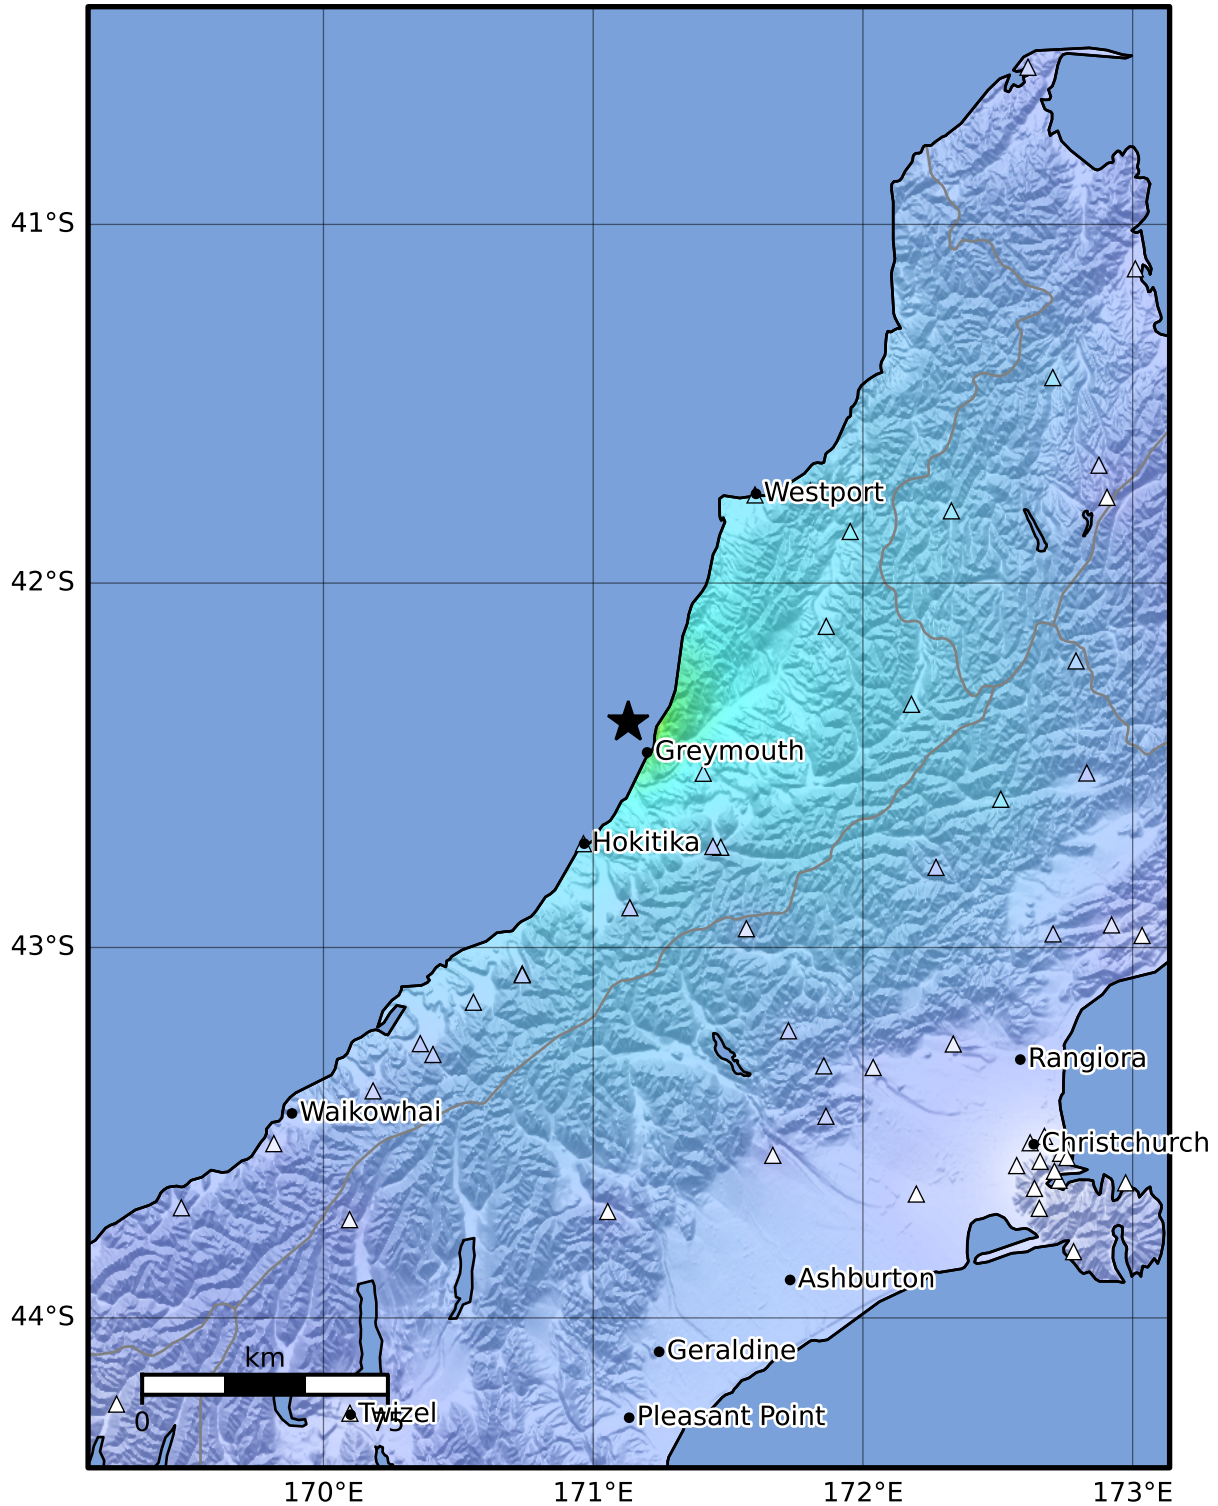 41°S
Westport
42°S
Greymouth
Hokitika
43°S
Rangiora
Waikowhai
Christchurch
Ashburton
44°S
Geraldine
km
Twizel
Pleasant Point
0
75
170°E
171°E
172°E
173°E